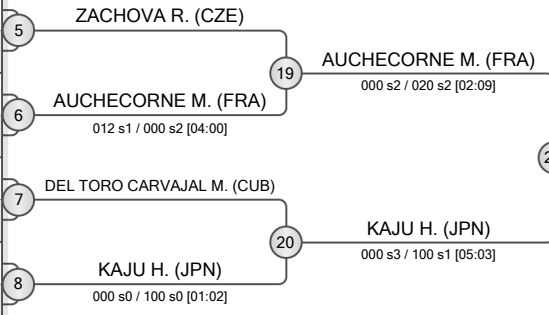 ZACHOVA R. (CZE)
5
19
AUCHECORNE M. (FRA)
000 s2 / 020 s2 [02:09]
AUCHECORNE M. (FRA)
6
012 s1 / 000 s2 [04:00]
2
DEL TORO CARVAJAL M. (CUB)
7
20
KAJU H. (JPN)
000 s3 / 100 s1 [05:03]
KAJU H. (JPN)
8
000 s0 / 100 s0 [01:02]